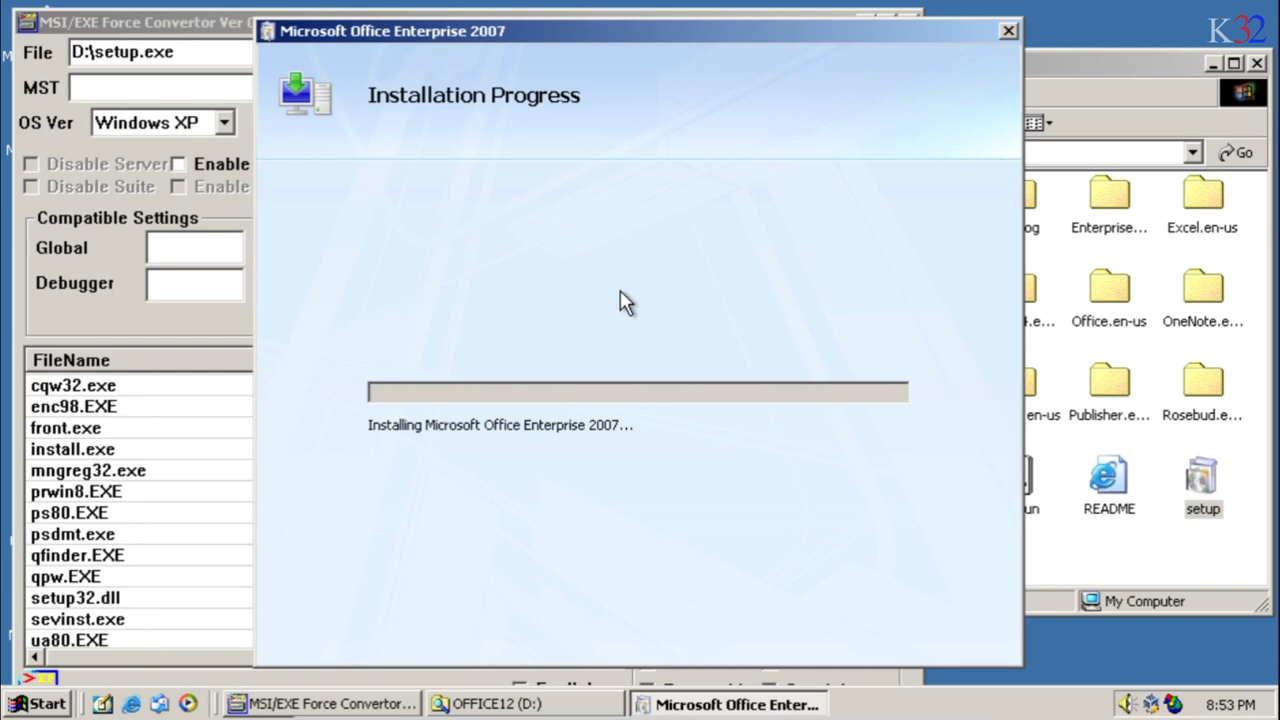 MSI/EXE Force Convertor Ver
File D:\setup.exe
MST
OS Ver Windows XP
Disable Server Enable
Disable Suite Enable
Compatible Settings
Global
Debugger
FileName
cqw32.exe
enc98.EXE
front.exe
install.exe
mngreg32.exe
prwin8.EXE
ps80.EXE
psdmt.exe
qfinder.EXE
qpw.EXE
setup32.dll
sevinst.exe
ua80.EXE
Microsoft Office Enterprise 2007
Installation Progress
Installing Microsoft Office Enterprise 2007...
K32
Go
og Enterprise... Excel.en-us
.e... Office.en-us OneNote.e...
en-us Publisher.e... Rosebud.e...
un README setup
My Computer
Start MSI/EXE Force Convertor... OFFICE12 (D:) Microsoft Office Enter... 8:53 PM